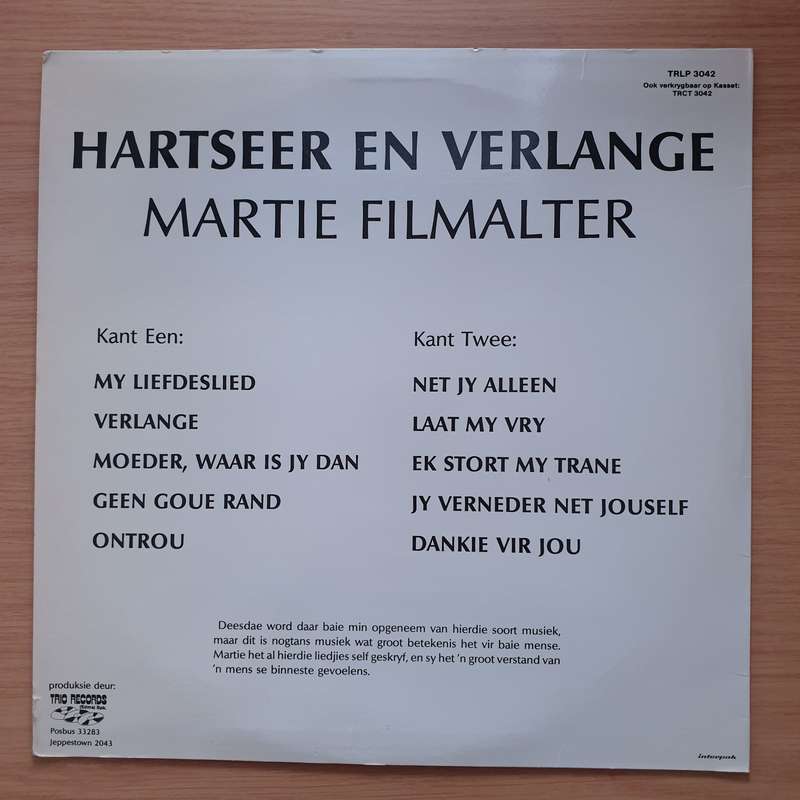 TRLP 3042
Ook verkrygbaar op Kasset:
TRCT 3042
HARTSEER EN VERLANGE
MARTIE FILMALTER
Kant Een:
MY LIEFDESLIED
VERLANGE
MOEDER, WAAR IS JY DAN
GEEN GOUE RAND
ONTROU
Kant Twee:
NET JY ALLEEN
LAAT MY VRY
EK STORT MY TRANE
JY VERNEDER NET JOUSELF
DANKIE VIR JOU
Deesdae word daar baie min opgeneem van hierdie soort musiek,
maar dit is nogtans musiek wat groot betekenis het vir baie mense.
Martie het al hierdie liedjies self geskryf, en sy het 'n groot verstand van
'n mens se binneste gevoelens.
produksie deur:
TRIO RECORDS
Posbus 33283
Jeppestown 2043
interpak